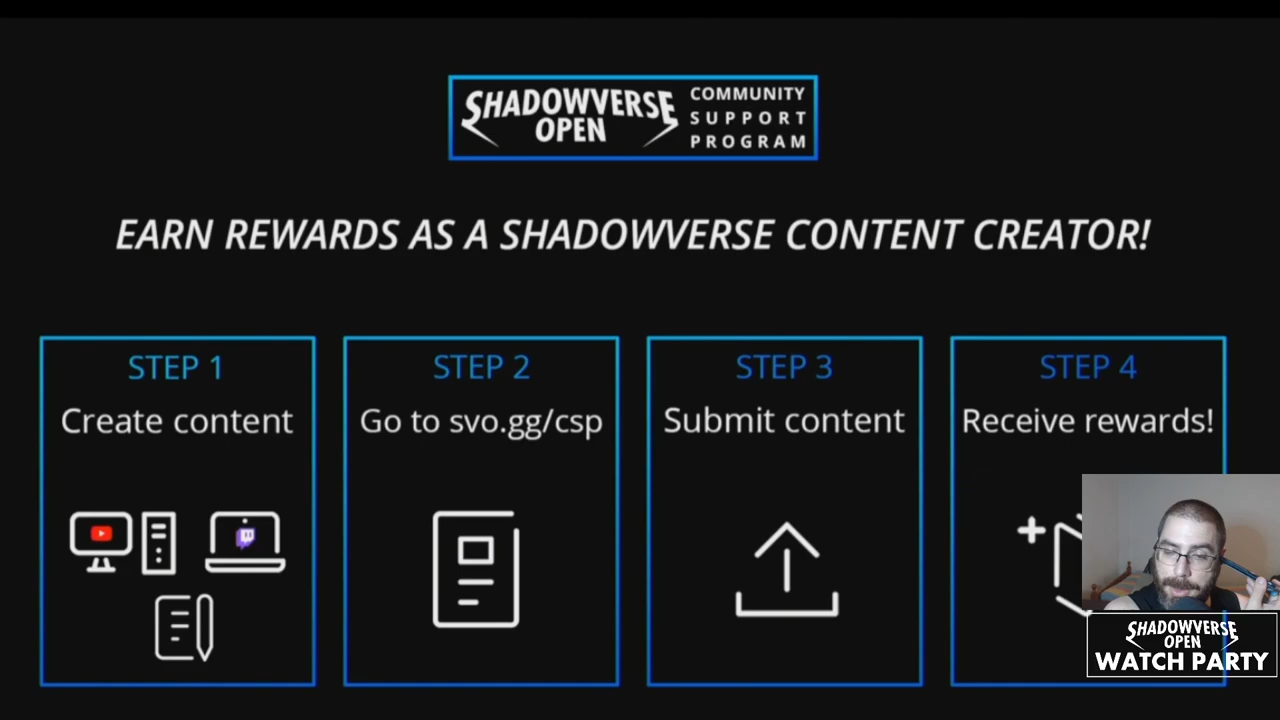 SHADOWVERSE
OPEN
COMMUNITY
SUPPORT
PROGRAM
EARN REWARDS AS A SHADOWVERSE CONTENT CREATOR!
STEP 1
Create content
STEP 2
Go to svo.gg/csp
STEP 3
Submit content
STEP 4
Receive rewards!
SHADOWVERSE
OPEN
WATCH PARTY